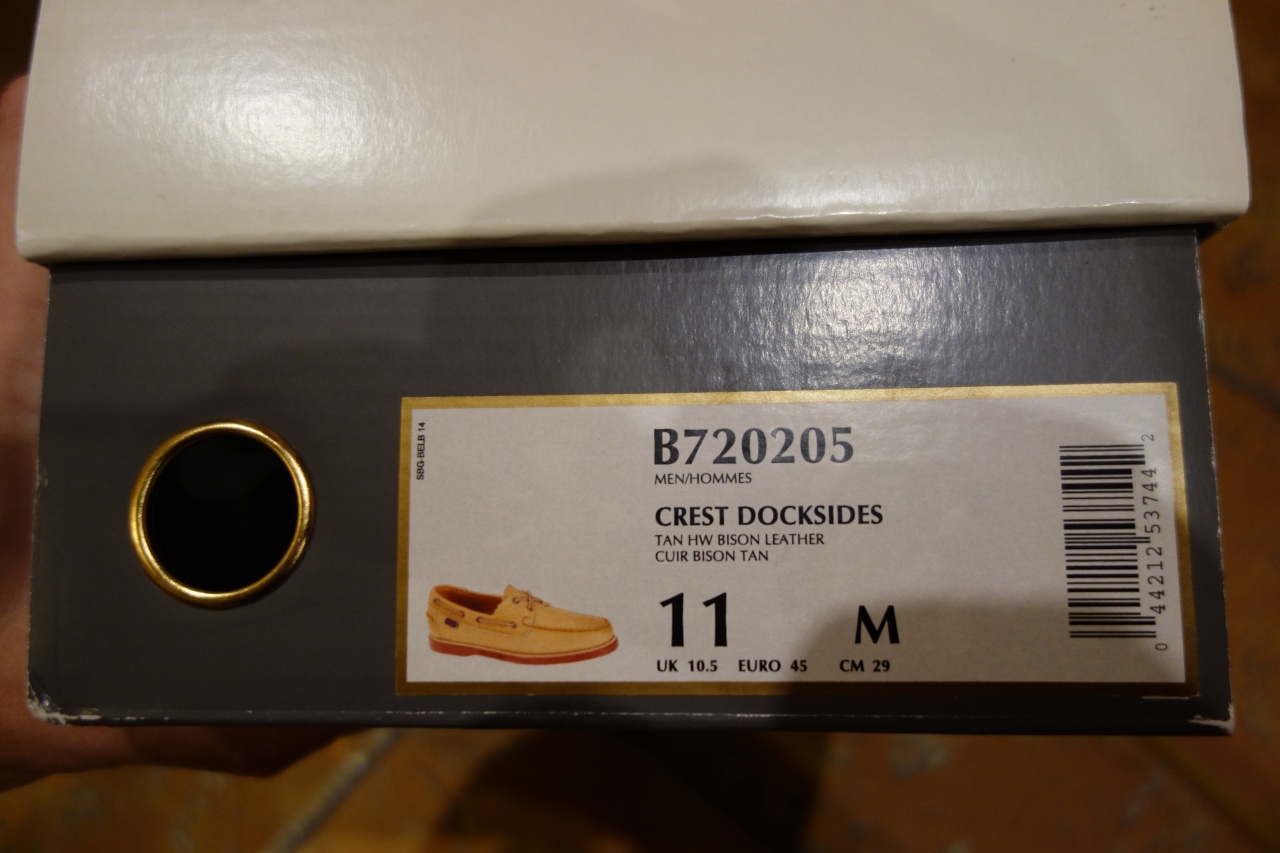 SBG-BELB 14
B720205
MEN/HOMMES
CREST DOCKSIDES
TAN HW BISON LEATHER
CUIR BISON TAN
11 M
UK 10.5 EURO 45 CM 29
0 44212 53744 2